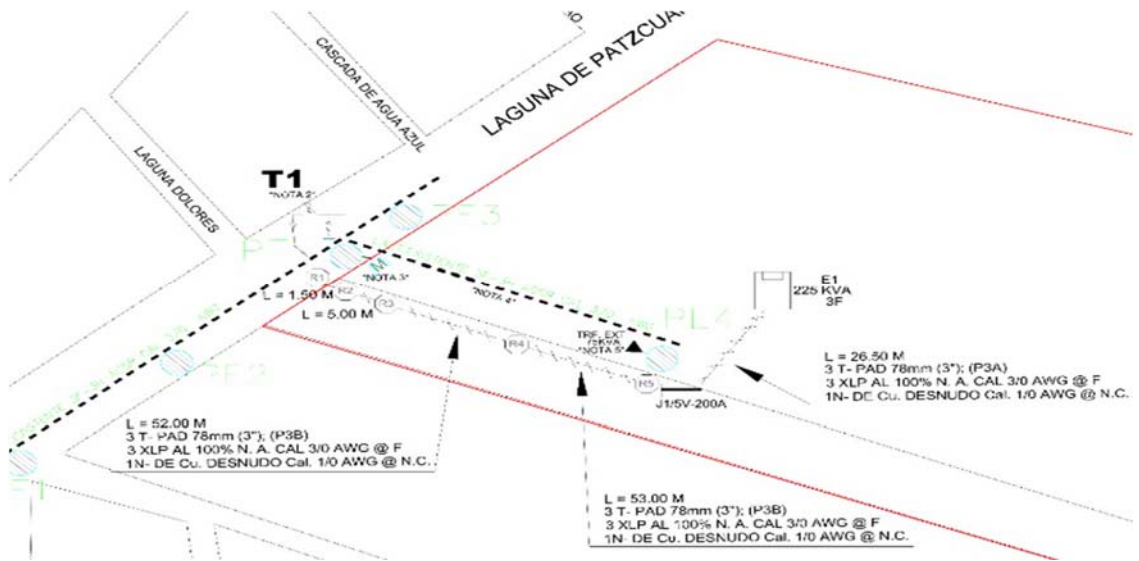 CASCADA DE AGUA AZUL
LAGUNA DE PATZCUA
LAGUNA DOLORES
T1
"NOTA 2"
R1
"NOTA 3"
L = 1.50 M
R2
R3
L = 5.00 M
"NOTA 4"
R4
PL4
TRF. EXT
75KVA
"NOTA 5"
R5
J1/5V-200A
E1
225 KVA
3F
L = 26.50 M
3 T- PAD 78mm (3"); (P3A)
3 XLP AL 100% N. A. CAL 3/0 AWG @ F
1N- DE Cu. DESNUDO Cal. 1/0 AWG @ N.C.
L = 52.00 M
3 T- PAD 78mm (3"); (P3B)
3 XLP AL 100% N. A. CAL 3/0 AWG @ F
1N- DE Cu. DESNUDO Cal. 1/0 AWG @ N.C.
L = 53.00 M
3 T- PAD 78mm (3"); (P3B)
3 XLP AL 100% N. A. CAL 3/0 AWG @ F
1N- DE Cu. DESNUDO Cal. 1/0 AWG @ N.C.